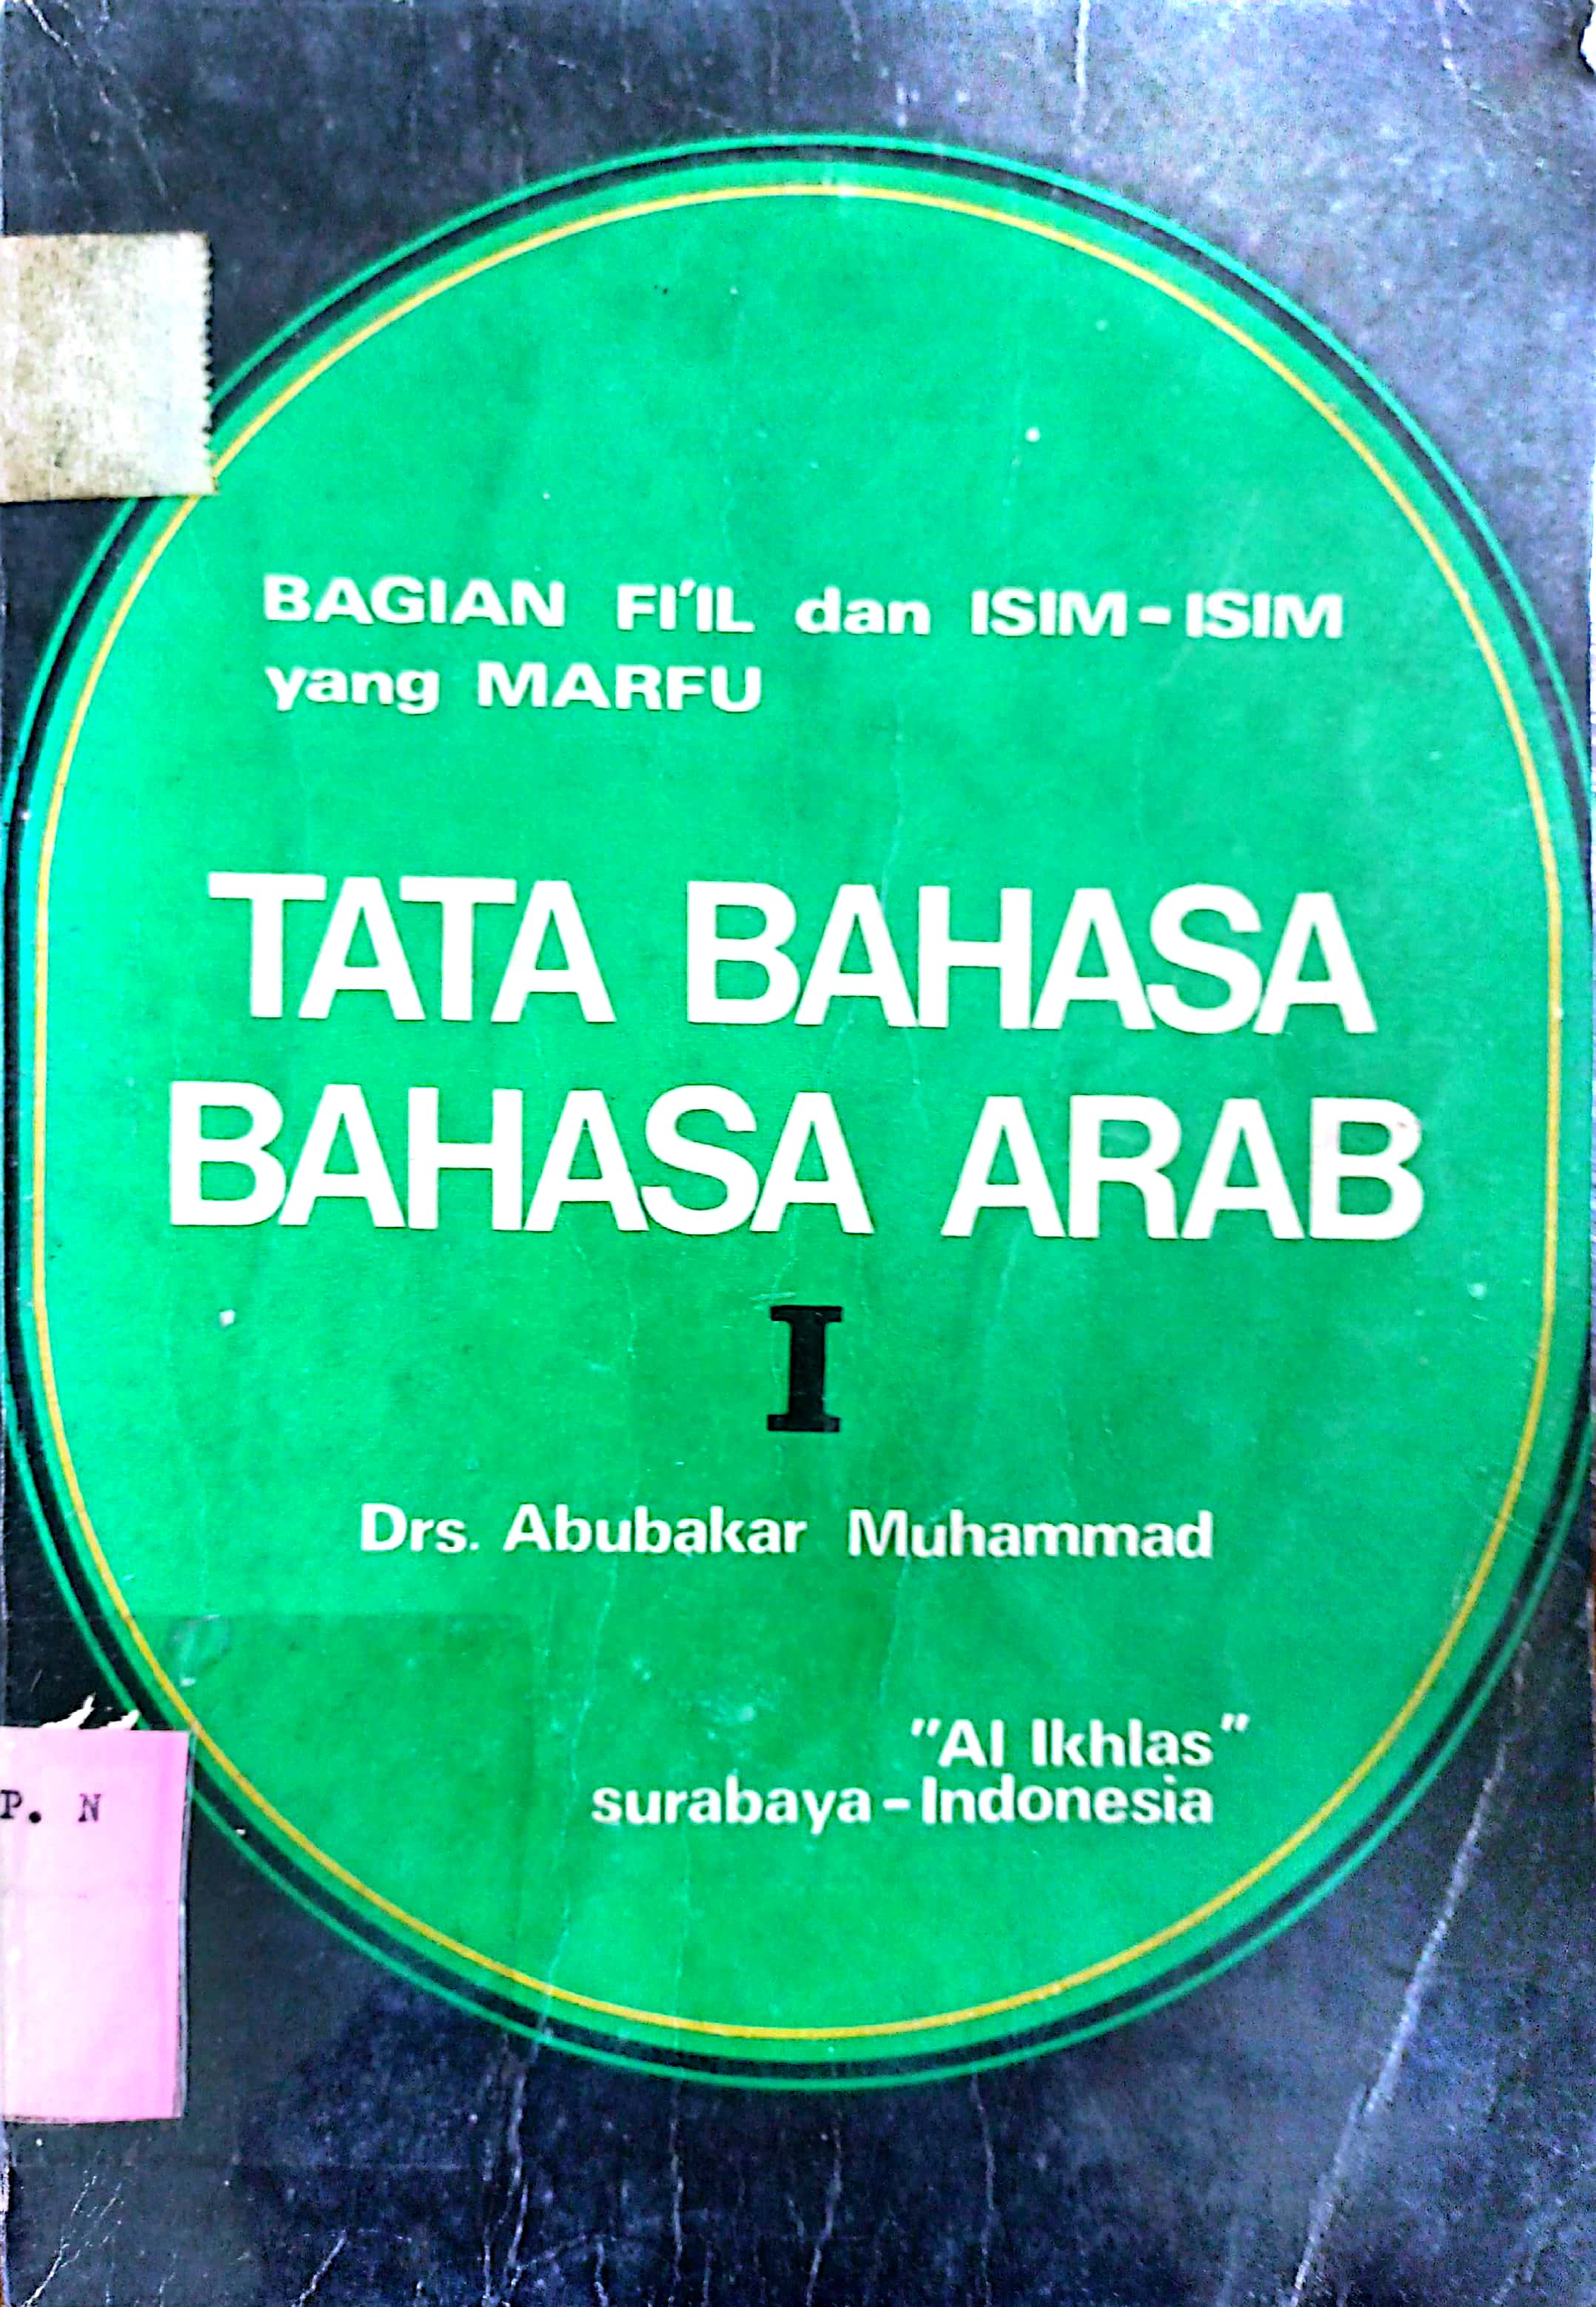 BAGIAN FI'IL dan ISIM-ISIM
yang MARFU
TATA BAHASA
BAHASA ARAB
I
Drs. Abubakar Muhammad
"Al Ikhlas"
surabaya-Indonesia
P. N